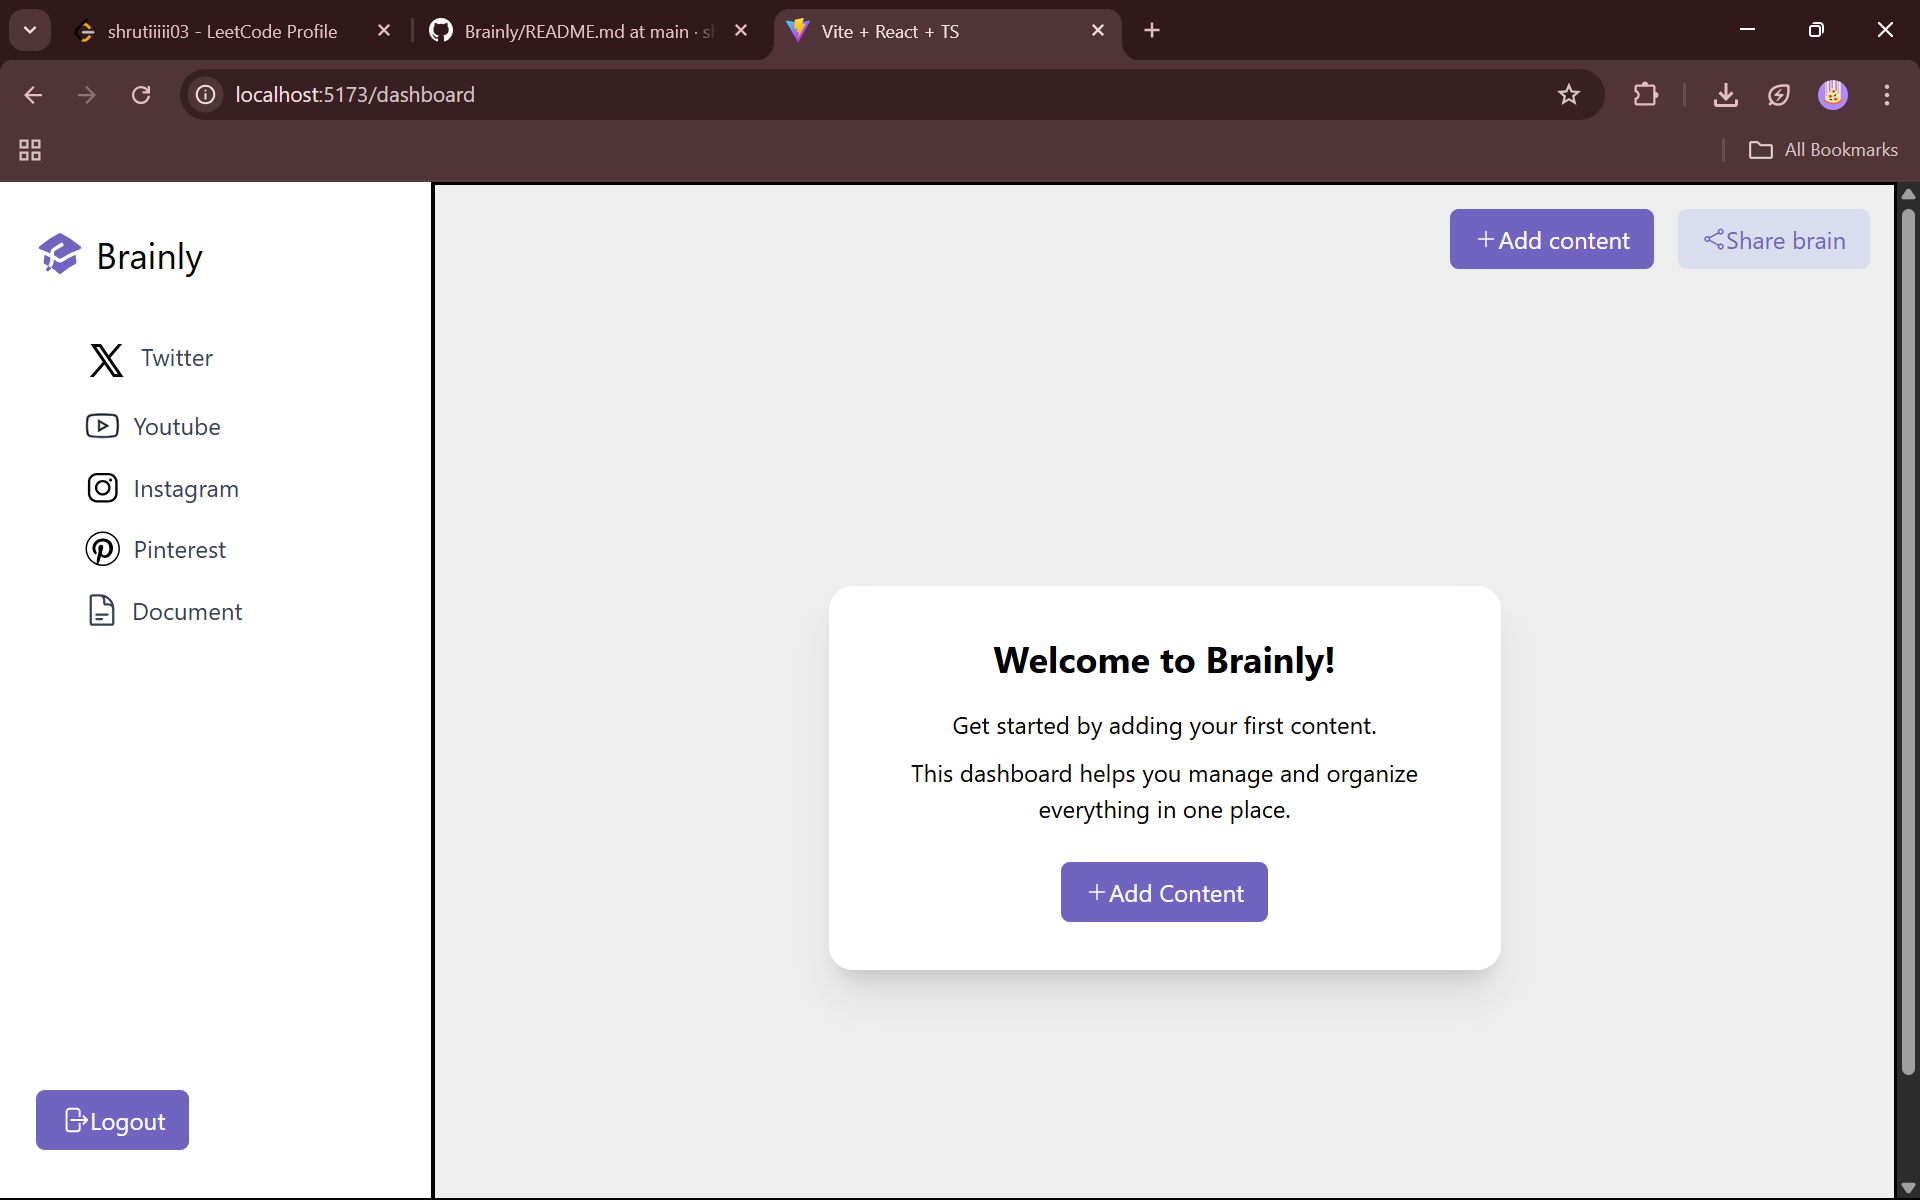 shrutiiiii03 - LeetCode Profile
Brainly/README.md at main ·
Vite + React + TS
localhost:5173/dashboard
All Bookmarks
Brainly
Add content
Share brain
Twitter
Youtube
Instagram
Pinterest
Document
Welcome to Brainly!
Get started by adding your first content.
This dashboard helps you manage and organize
everything in one place.
Add Content
Logout